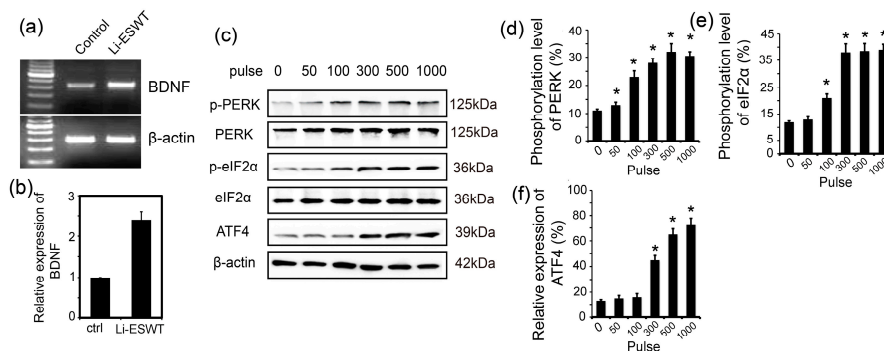 (a)
Control
Li-ESWT
BDNF
β-actin
(b)
Relative expression of
BDNF
3
2
1
0
ctrl
Li-ESWT
(c)
pulse 0 50 100 300 500 1000
p-PERK 125kDa
PERK 125kDa
p-eIF2α 36kDa
eIF2α 36kDa
ATF4 39kDa
β-actin 42kDa
(d)
Phosphorylation level
of PERK (%)
40
30
20
10
0
* * * * *
0 50 100 300 500 1000
Pulse
(e)
Phosphorylation level
of eIF2α (%)
45
35
25
15
5
* * * *
0 50 100 300 500 1000
Pulse
(f)
Relative expression of
ATF4 (%)
100
80
60
40
20
0
* * *
0 50 100 300 500 1000
Pulse